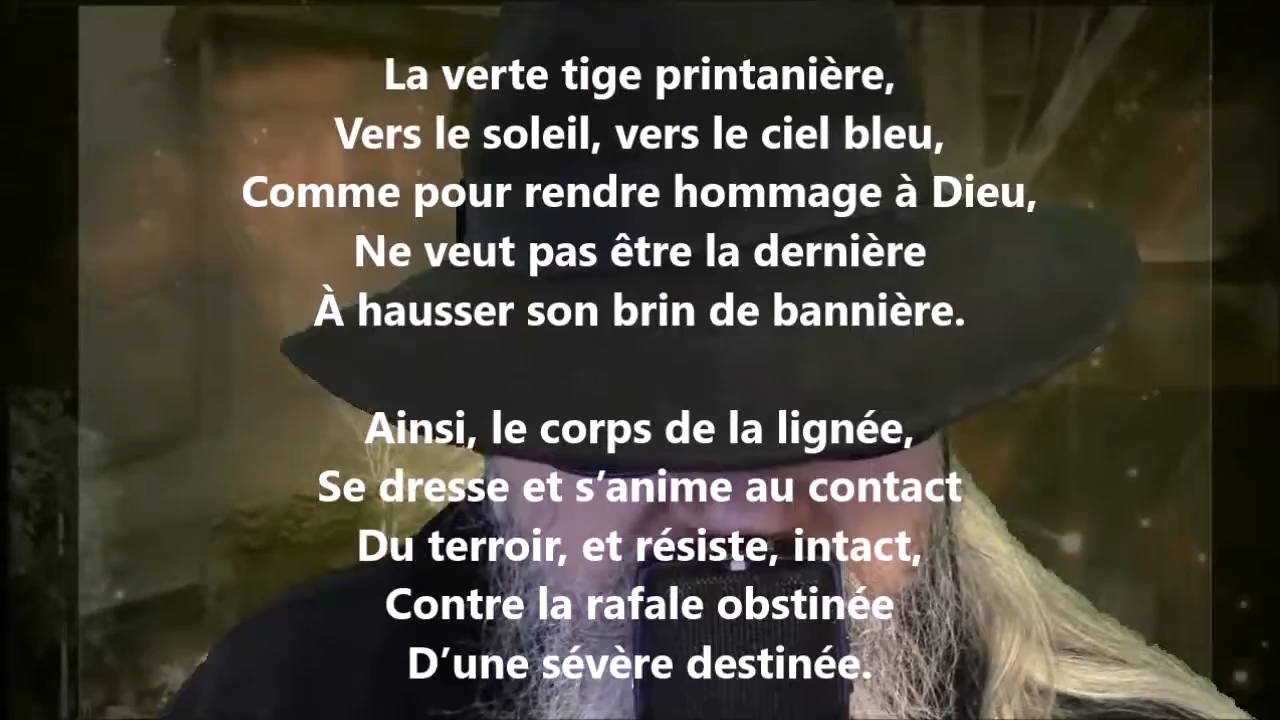 La verte tige printanière,
Vers le soleil, vers le ciel bleu,
Comme pour rendre hommage à Dieu,
Ne veut pas être la dernière
À hausser son brin de bannière.
Ainsi, le corps de la lignée,
Se dresse et s’anime au contact
Du terroir, et résiste, intact,
Contre la rafale obstinée
D’une sévère destinée.